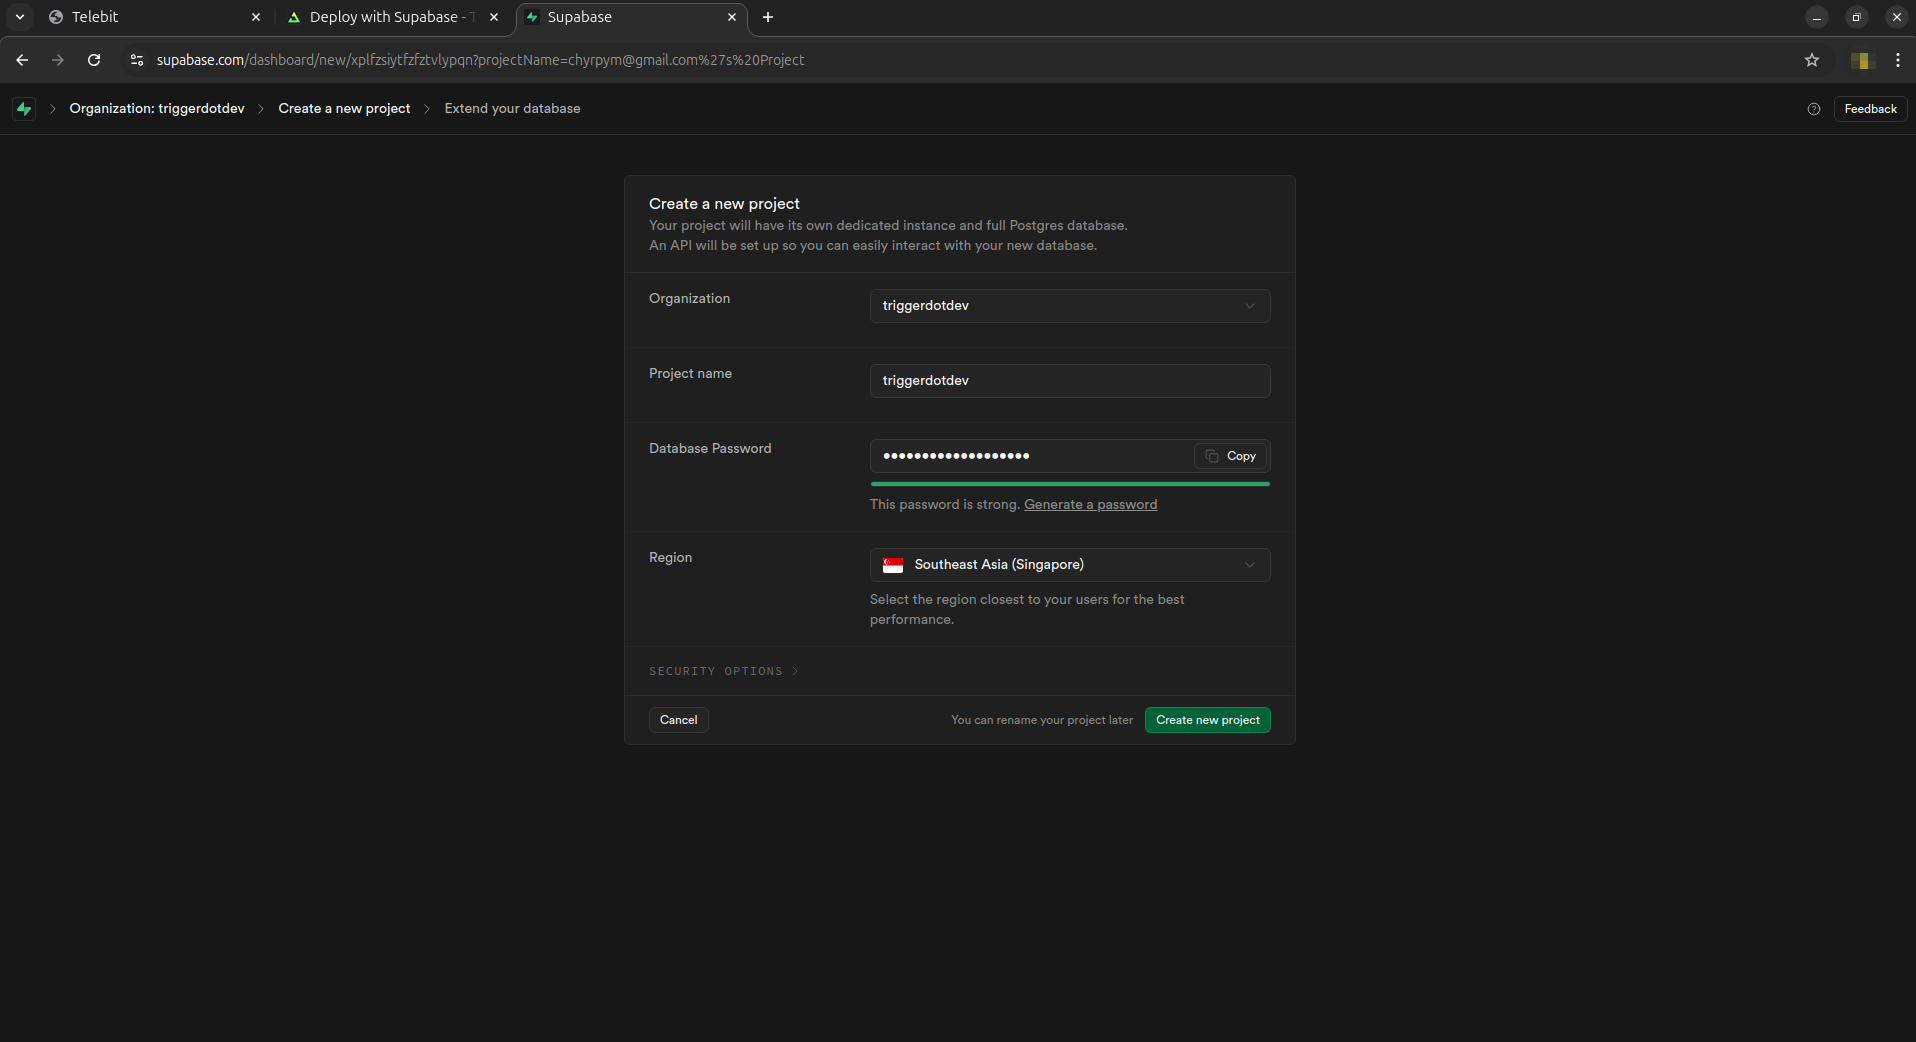 Telebit
Deploy with Supabase -
Supabase
supabase.com/dashboard/new/xplfzsiytfzfztvlypqn?projectName=chyrpym@gmail.com%27s%20Project
Organization: triggerdotdev
Create a new project
Extend your database
Feedback
Create a new project
Your project will have its own dedicated instance and full Postgres database.
An API will be set up so you can easily interact with your new database.
Organization
triggerdotdev
Project name
triggerdotdev
Database Password
•••••••••••••••••••
Copy
This password is strong. Generate a password
Region
Southeast Asia (Singapore)
Select the region closest to your users for the best
performance.
SECURITY OPTIONS
Cancel
You can rename your project later
Create new project